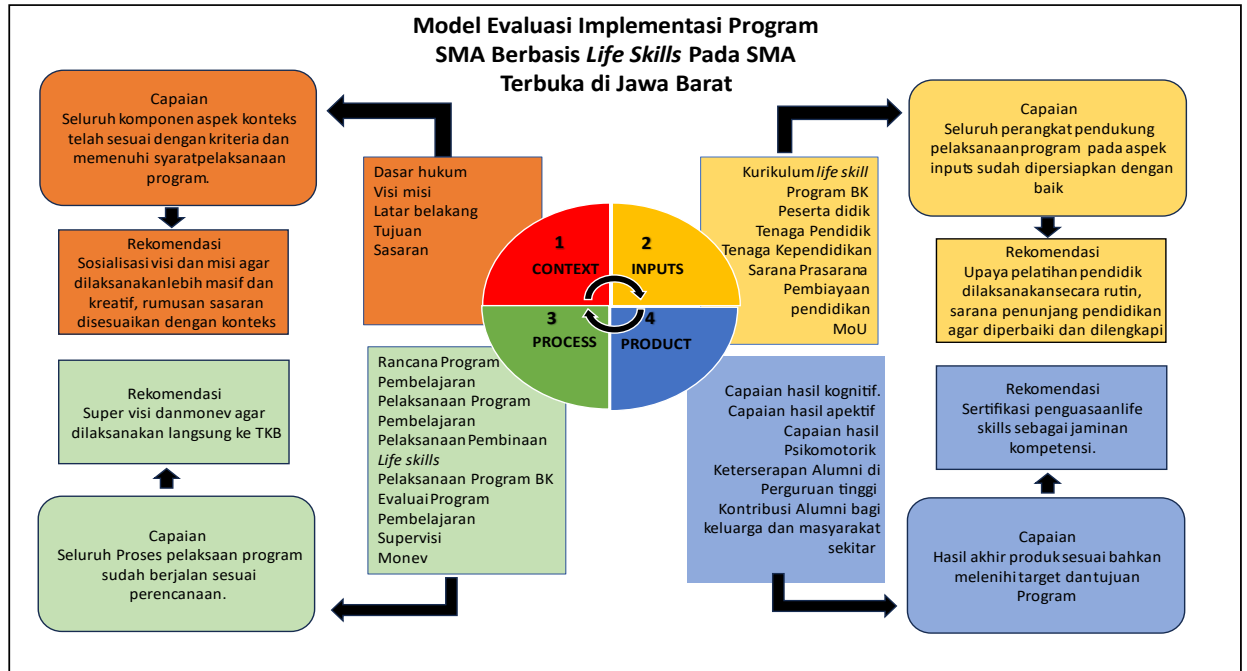 Model Evaluasi Implementasi Program
SMA Berbasis Life Skills Pada SMA
Terbuka di Jawa Barat
Capaian
Seluruh komponen aspek konteks
telah sesuai dengan kriteria dan
memenuhi syaratpelaksanaan
program.
Rekomendasi
Sosialisasi visi dan misi agar
dilaksanakanlebih masif dan
kreatif, rumusan sasaran
disesuaikan dengan konteks
Dasar hukum
Visi misi
Latar belakang
Tujuan
Sasaran
1
CONTEXT
2
INPUTS
3
PROCESS
4
PRODUCT
Kurikulum life skill
Program BK
Peserta didik
Tenaga Pendidik
Tenaga Kependidikan
Sarana Prasarana
Pembiayaan
pendidikan
MoU
Capaian
Seluruh perangkat pendukung
pelaksanaan program pada aspek
inputs sudah dipersiapkan dengan
baik
Rekomendasi
Upaya pelatihan pendidik
dilaksanakansecara rutin,
sarana penunjang pendidikan
agar diperbaiki dan dilengkapi
Rekomendasi
Super visi danmonev agar
dilaksanakan langsung ke TKB
Capaian
Seluruh Proses pelaksaan program
sudah berjalan sesuai
perencanaan.
Rancana Program
Pembelajaran
Pelaksanaan Program
Pembelajaran
Pelaksanaan Pembinaan
Life skills
Pelaksanaan Program BK
Evaluai Program
Pembelajaran
Supervisi
Monev
Capaian hasil kognitif.
Capaian hasil apektif
Capaian hasil
Psikomotorik
Keterserapan Alumni di
Perguruan tinggi
Kontribusi Alumni bagi
keluarga dan masyarakat
sekitar
Rekomendasi
Sertifikasi penguasaanlife
skills sebagai jaminan
kompetensi.
Capaian
Hasil akhir produk sesuai bahkan
melenihi target dan tujuan
Program